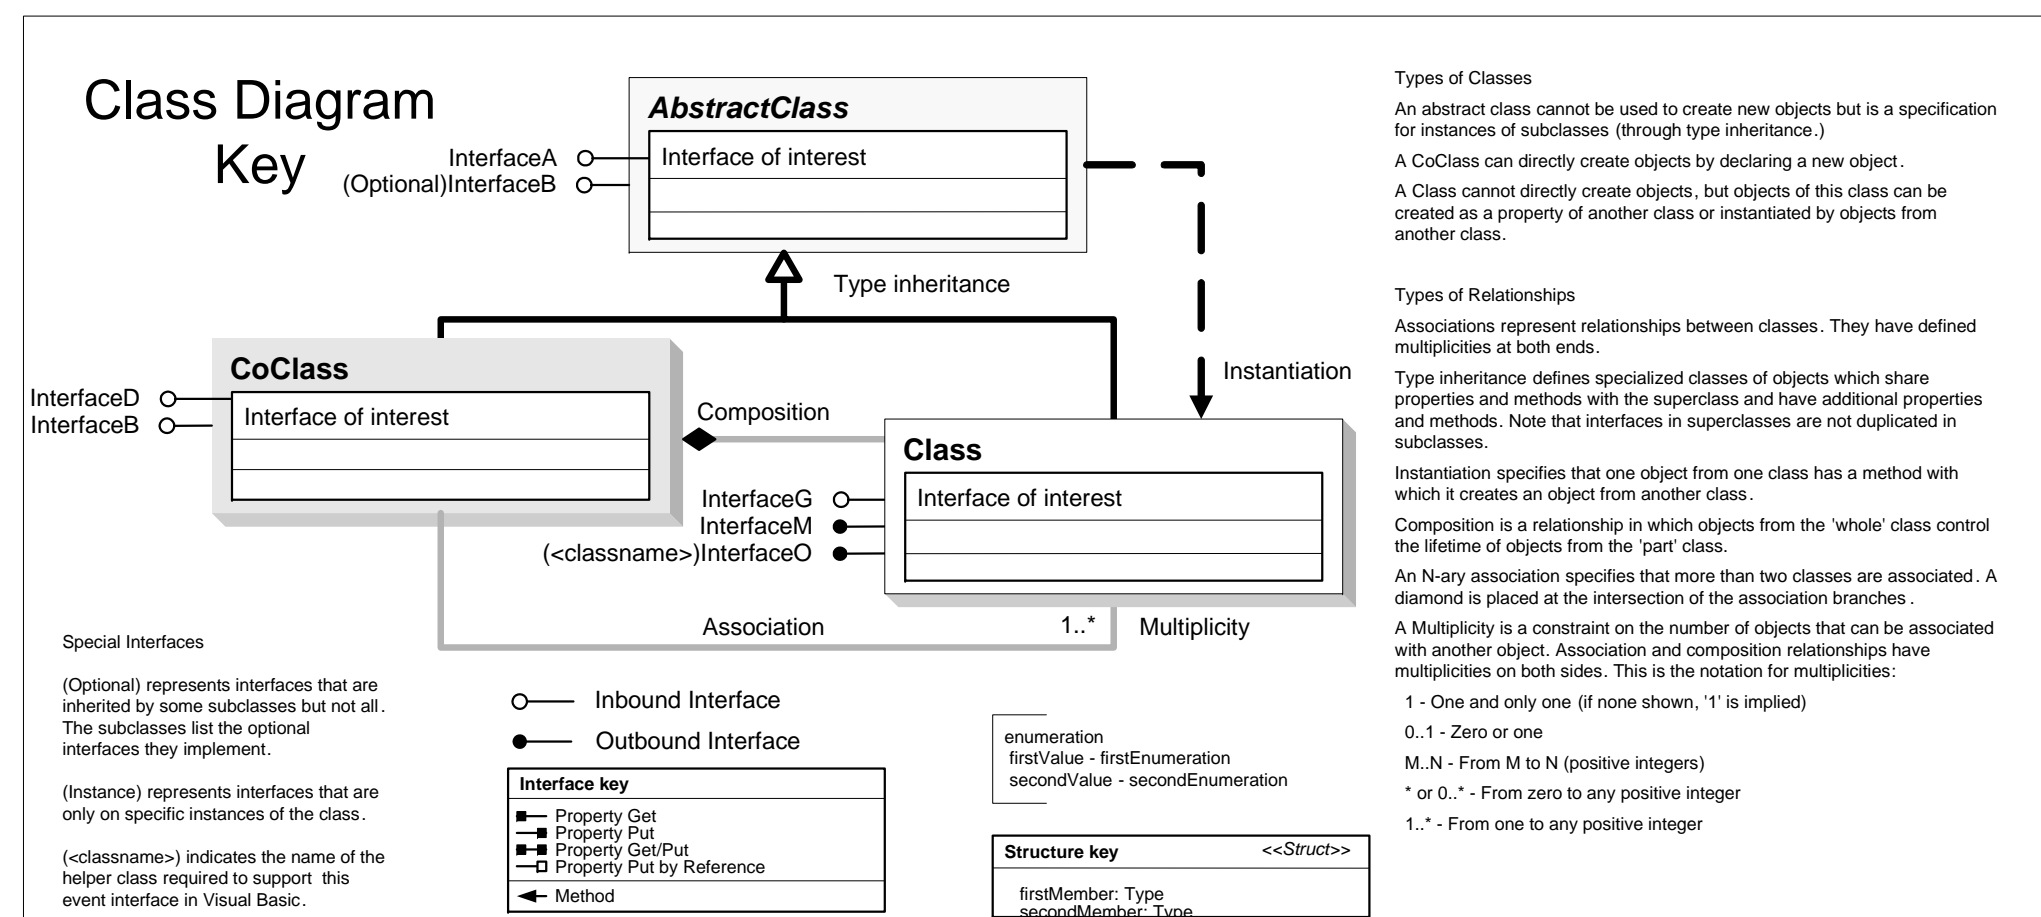 Class Diagram
Key
AbstractClass
Interface of interest
InterfaceA
(Optional)InterfaceB
Type inheritance
CoClass
Interface of interest
InterfaceD
InterfaceB
Composition
Instantiation
Class
Interface of interest
InterfaceG
InterfaceM
(<classname>)InterfaceO
Association
1..*
Multiplicity
Special Interfaces
(Optional) represents interfaces that are
inherited by some subclasses but not all.
The subclasses list the optional
interfaces they implement.
(Instance) represents interfaces that are
only on specific instances of the class.
(<classname>) indicates the name of the
helper class required to support this
event interface in Visual Basic.
Inbound Interface
Outbound Interface
Interface key
Property Get
Property Put
Property Get/Put
Property Put by Reference
Method
enumeration
firstValue - firstEnumeration
secondValue - secondEnumeration
Structure key <<Struct>>
firstMember: Type
secondMember: Type
Types of Classes
An abstract class cannot be used to create new objects but is a specification
for instances of subclasses (through type inheritance.)
A CoClass can directly create objects by declaring a new object.
A Class cannot directly create objects, but objects of this class can be
created as a property of another class or instantiated by objects from
another class.
Types of Relationships
Associations represent relationships between classes. They have defined
multiplicities at both ends.
Type inheritance defines specialized classes of objects which share
properties and methods with the superclass and have additional properties
and methods. Note that interfaces in superclasses are not duplicated in
subclasses.
Instantiation specifies that one object from one class has a method with
which it creates an object from another class.
Composition is a relationship in which objects from the 'whole' class control
the lifetime of objects from the 'part' class.
An N-ary association specifies that more than two classes are associated. A
diamond is placed at the intersection of the association branches.
A Multiplicity is a constraint on the number of objects that can be associated
with another object. Association and composition relationships have
multiplicities on both sides. This is the notation for multiplicities:
1 - One and only one (if none shown, '1' is implied)
0..1 - Zero or one
M..N - From M to N (positive integers)
* or 0..* - From zero to any positive integer
1..* - From one to any positive integer